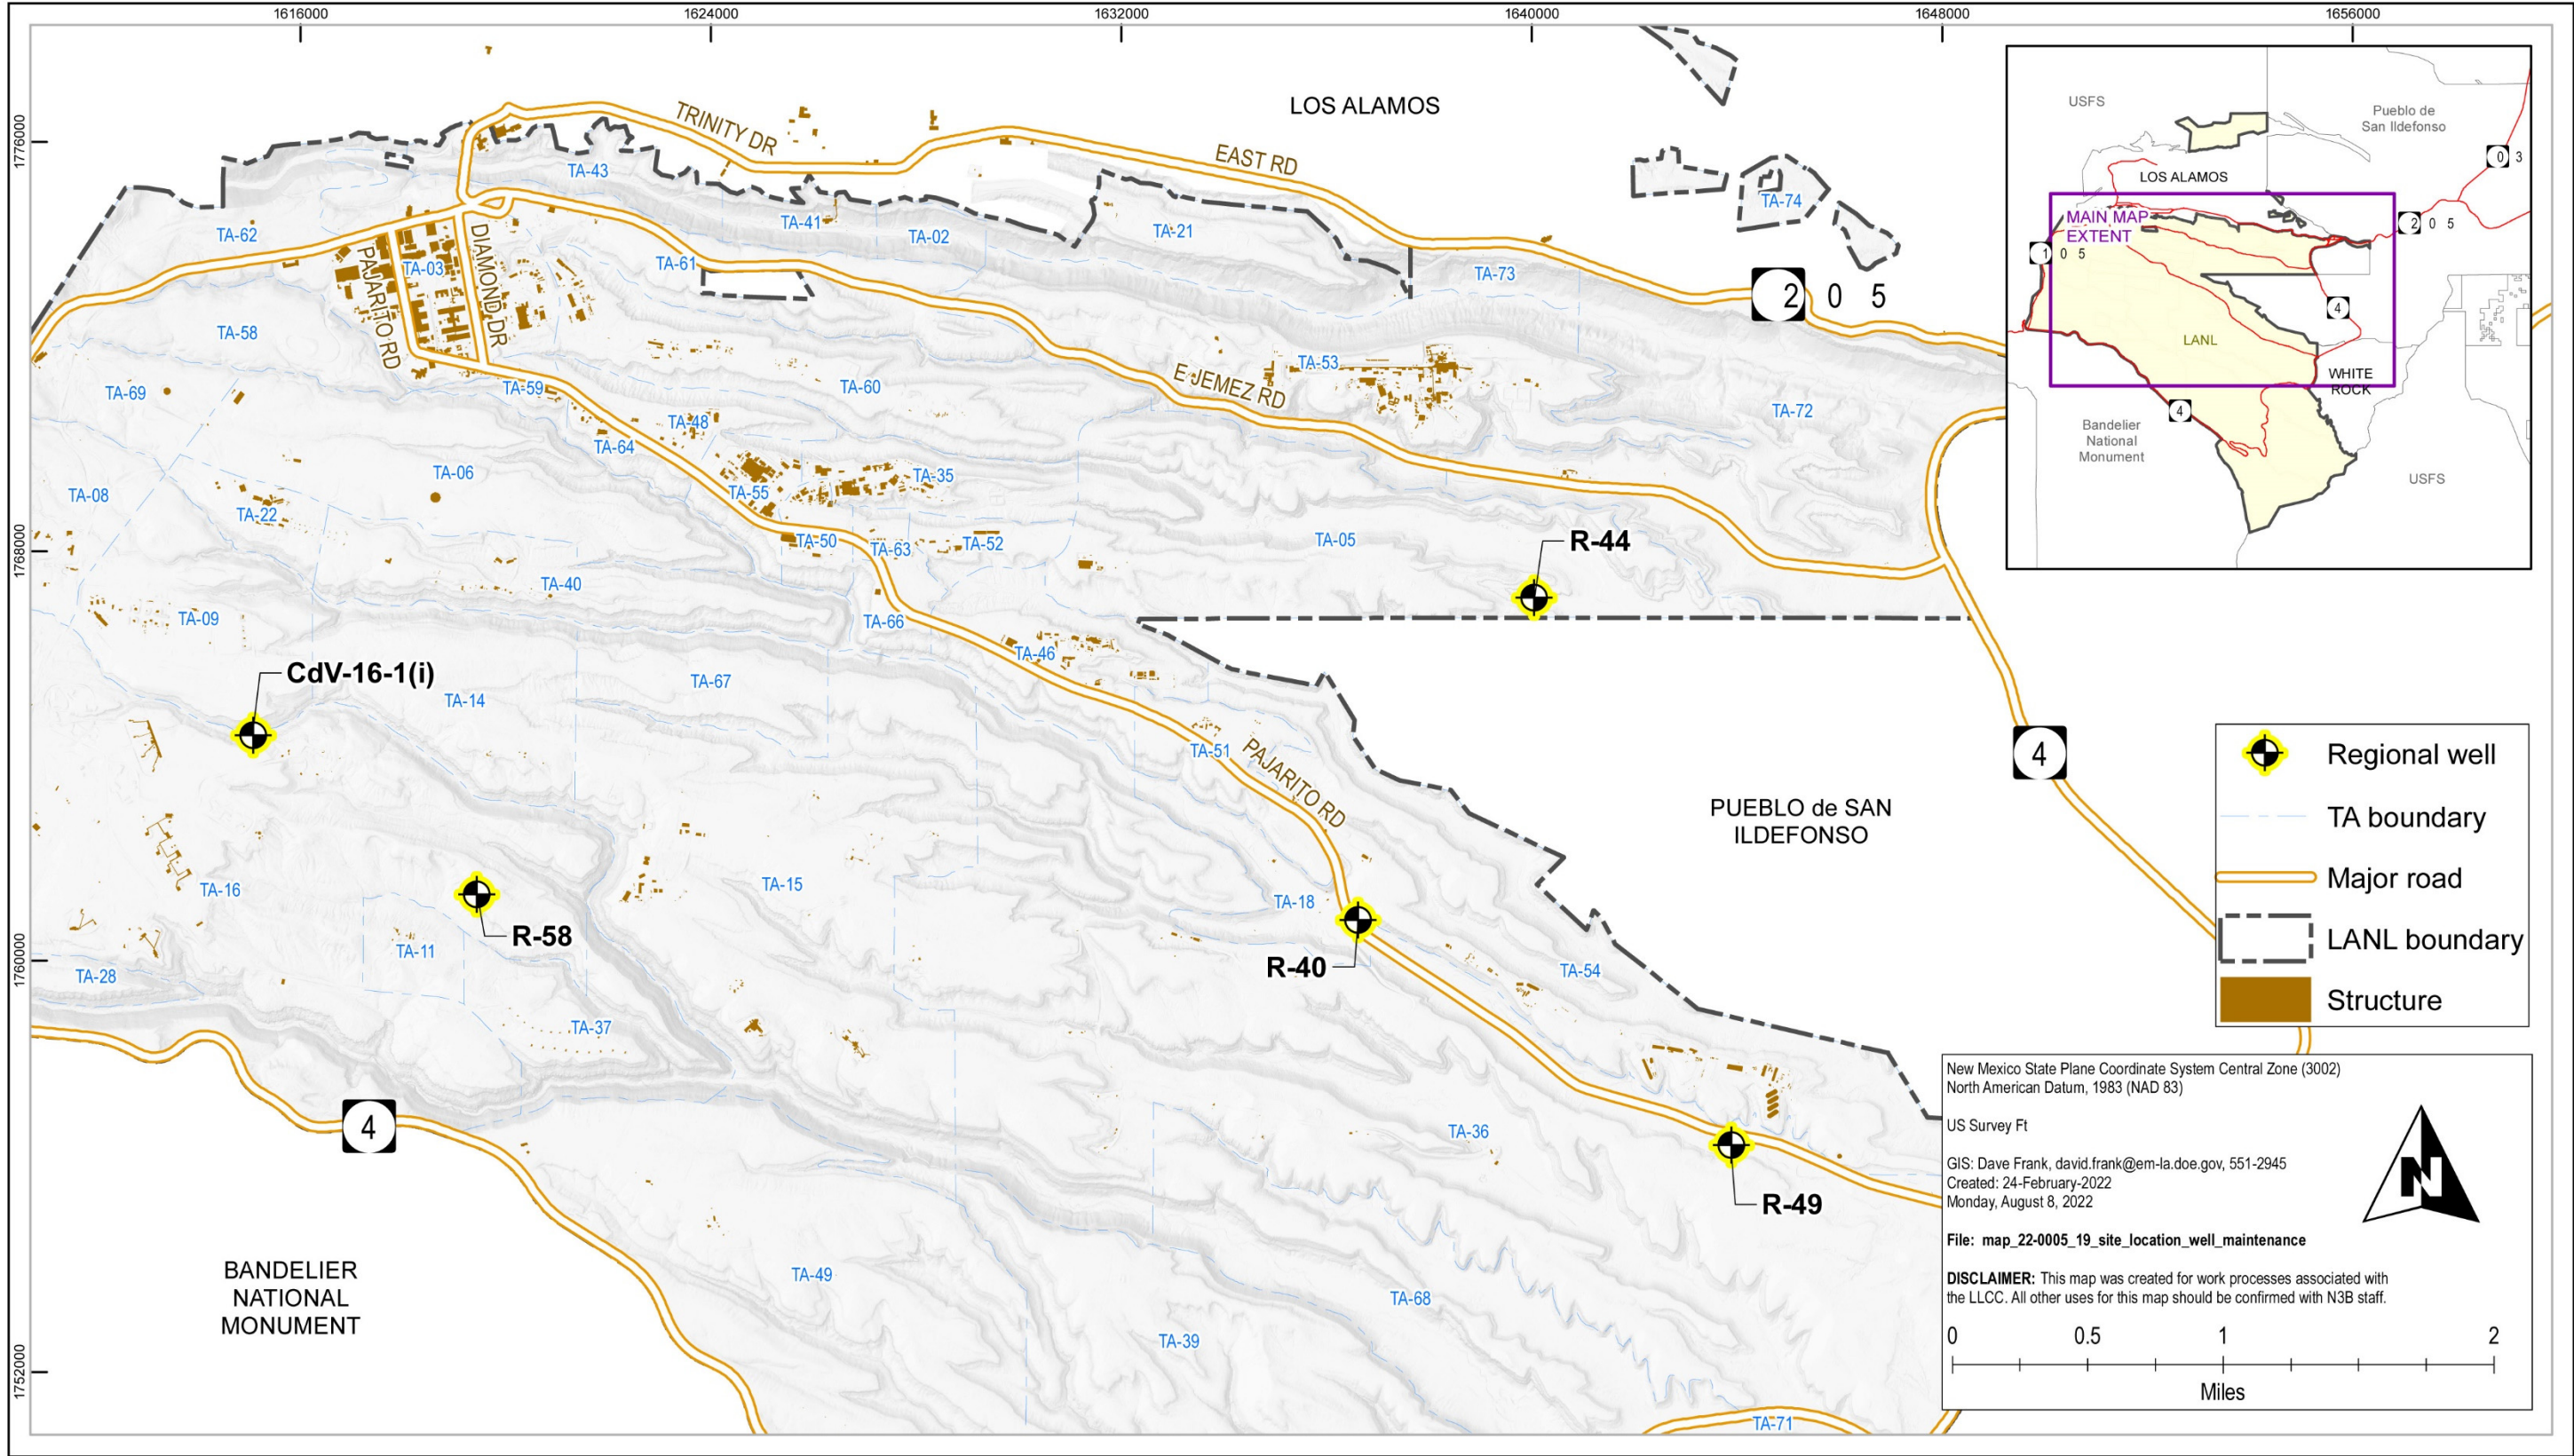 1616000
1624000
1632000
1640000
1648000
1656000
1776000
1768000
1760000
1752000
LOS ALAMOS
TRINITY DR
EAST RD
TA-43
TA-74
TA-41
TA-02
TA-21
TA-62
DIAMOND DR
PAJARITO RD
TA-03
TA-61
TA-73
2 0 5
TA-58
TA-53
E JEMEZ RD
TA-59
TA-60
TA-69
TA-72
TA-48
TA-64
TA-06
TA-35
TA-08
TA-55
TA-22
TA-50
TA-63
TA-52
TA-05
R-44
TA-40
TA-09
TA-66
TA-46
CdV-16-1(i)
TA-14
TA-67
TA-51
PAJARITO RD
4
PUEBLO de SAN
ILDEFONSO
TA-16
TA-15
TA-18
R-58
TA-11
R-40
TA-54
TA-28
TA-37
4
TA-36
R-49
TA-49
TA-68
TA-39
TA-71
BANDELIER
NATIONAL
MONUMENT
USFS
Pueblo de
San Ildefonso
0 3
LOS ALAMOS
MAIN MAP
EXTENT
2 0 5
1 0 5
4
LANL
WHITE
ROCK
4
Bandelier
National
Monument
USFS
Regional well
TA boundary
Major road
LANL boundary
Structure
New Mexico State Plane Coordinate System Central Zone (3002)
North American Datum, 1983 (NAD 83)
US Survey Ft
GIS: Dave Frank, david.frank@em-la.doe.gov, 551-2945
Created: 24-February-2022
Monday, August 8, 2022
N
File: map_22-0005_19_site_location_well_maintenance
DISCLAIMER: This map was created for work processes associated with
the LLCC. All other uses for this map should be confirmed with N3B staff.
0 0.5 1 2
Miles